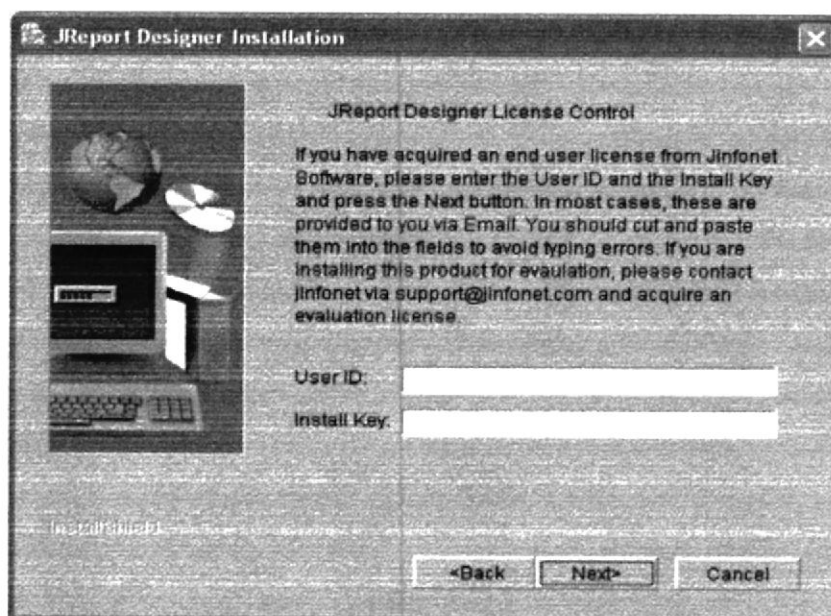 JReport Designer Installation
JReport Designer License Control
If you have acquired an end user license from Jinfonet
Software, please enter the User ID and the Install Key
and press the Next button. In most cases, these are
provided to you via Email. You should cut and paste
them into the fields to avoid typing errors. If you are
installing this product for evaulation, please contact
jinfonet via support@jinfonet.com and acquire an
evaluation license.
User ID:
Install Key:
InstallShield
<Back
Next>
Cancel